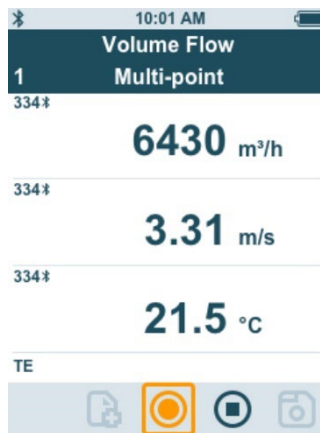 10:01 AM
Volume Flow
1 Multi-point
334
6430 m³/h
334
3.31 m/s
334
21.5 °C
TE